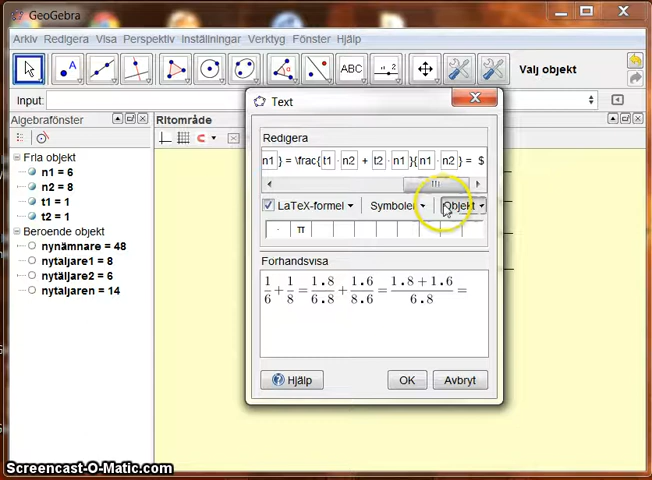 GeoGebra
Arkiv Redigera Visa Perspektiv Inställningar Verktyg Fönster Hjälp
A ABC a=2 Välj objekt
Input:
Algebrafönster
Ritområde
Fria objekt
n1 = 6
n2 = 8
t1 = 1
t2 = 1
Beroende objekt
nynämnare = 48
nytaljare1 = 8
nytäljare2 = 6
nytaljaren = 14
Text
Redigera
n1 } = \frac{ t1 · n2 + t2 · n1 }{ n1 · n2 } = $
LaTeX-formel Symboler Objekt
· π
Förhandsvisa
1/6 + 1/8 = 1.8/6.8 + 1.6/8.6 = 1.8 + 1.6/6.8 =
Hjälp OK Avbryt
Screencast-O-Matic.com